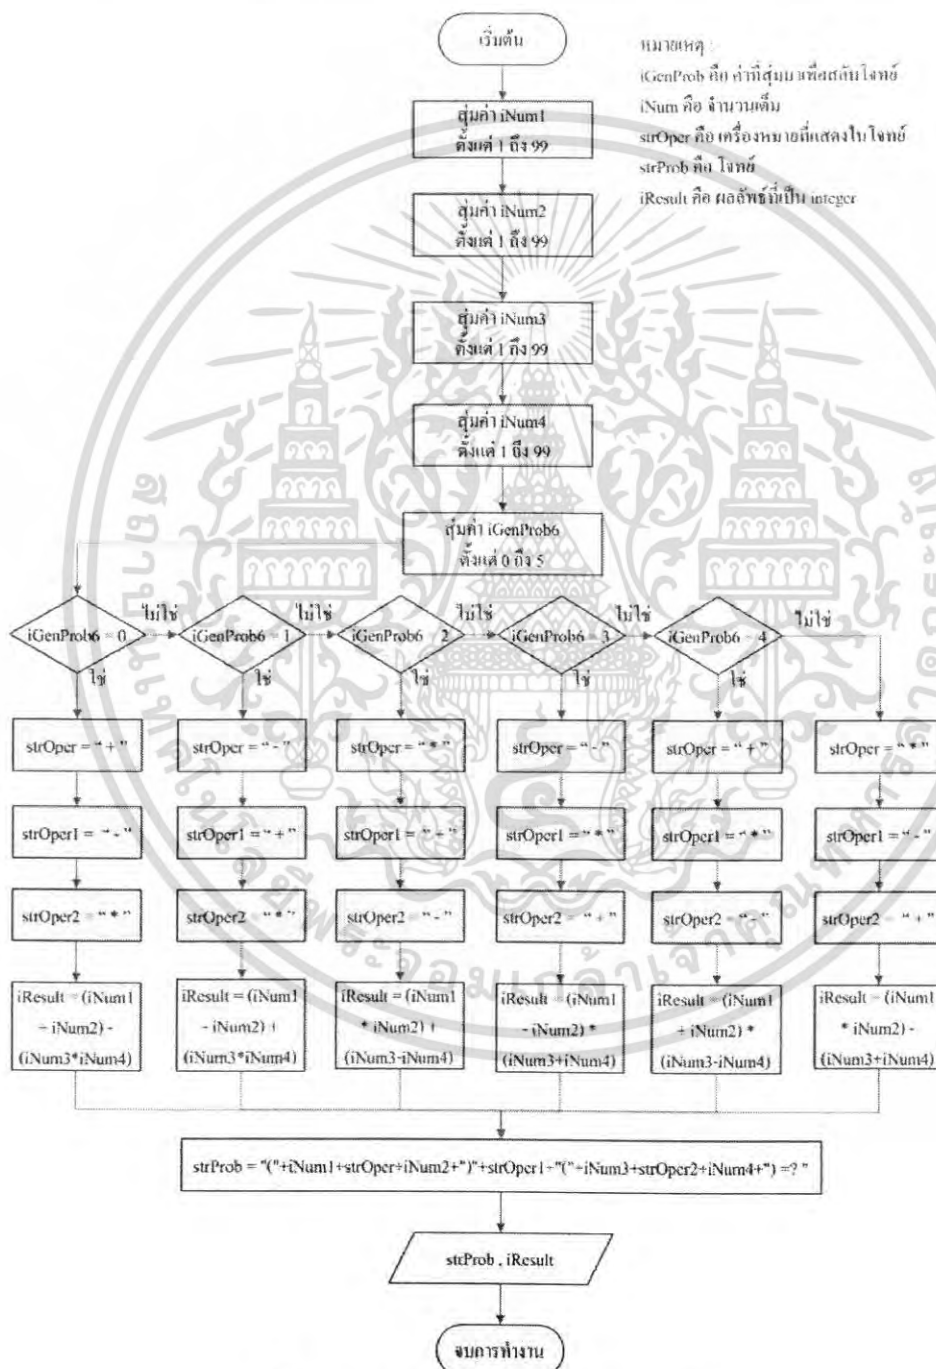 เริ่มต้น
หมายเหตุ :
iGenProb คือ ค่าที่สุ่มมาเพื่อสลับโจทย์
iNum คือ จำนวนเต็ม
strOper คือ เครื่องหมายที่แสดงในโจทย์
strProb คือ โจทย์
iResult คือ ผลลัพธ์ที่เป็น integer
สุ่มค่า iNum1
ตั้งแต่ 1 ถึง 99
สุ่มค่า iNum2
ตั้งแต่ 1 ถึง 99
สุ่มค่า iNum3
ตั้งแต่ 1 ถึง 99
สุ่มค่า iNum4
ตั้งแต่ 1 ถึง 99
สุ่มค่า iGenProb6
ตั้งแต่ 0 ถึง 5
ไม่ใช่ ไม่ใช่ ไม่ใช่ ไม่ใช่ ไม่ใช่
iGenProb6 = 0 iGenProb6 = 1 iGenProb6 = 2 iGenProb6 = 3 iGenProb6 = 4
ใช่ ใช่ ใช่ ใช่ ใช่
strOper = “ + ” strOper = “ - ” strOper = “ * ” strOper = “ - ” strOper = “ + ” strOper = “ * ”
strOper1 = “ - ” strOper1 = “ + ” strOper1 = “ + ” strOper1 = “ * ” strOper1 = “ * ” strOper1 = “ - ”
strOper2 = “ * ” strOper2 = “ * ” strOper2 = “ - ” strOper2 = “ + ” strOper2 = “ - ” strOper2 = “ + ”
iResult = (iNum1 iResult = (iNum1 iResult = (iNum1 iResult = (iNum1 iResult = (iNum1 iResult = (iNum1
+ iNum2) - - iNum2) + * iNum2) + - iNum2) * + iNum2) * * iNum2) -
(iNum3*iNum4) (iNum3*iNum4) (iNum3-iNum4) (iNum3+iNum4) (iNum3-iNum4) (iNum3+iNum4)
strProb = "("+iNum1+strOper+iNum2+")"+strOper1+"("+iNum3+strOper2+iNum4+") =? "
strProb , iResult
จบการทำงาน